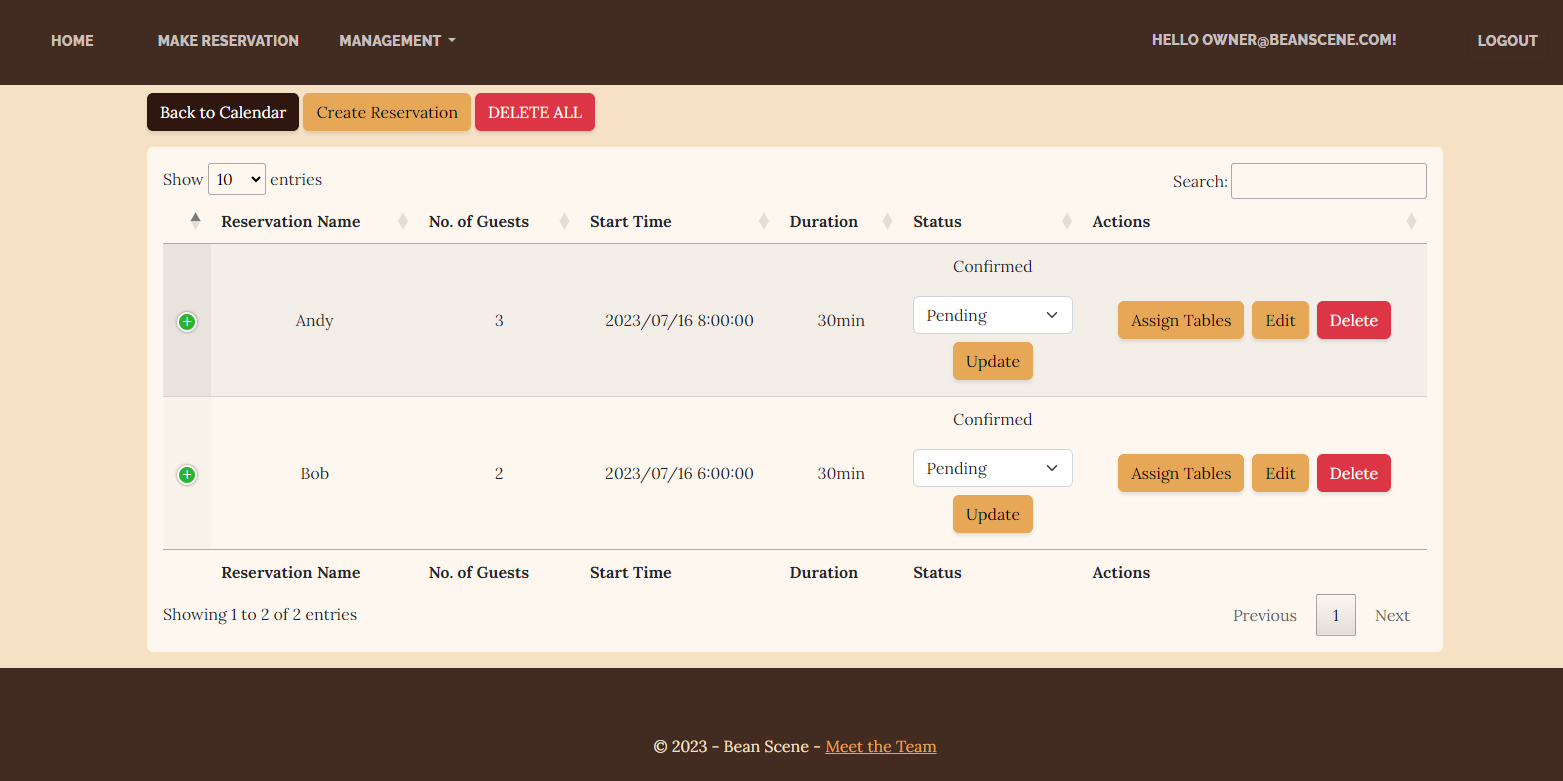 HOME MAKE RESERVATION MANAGEMENT HELLO OWNER@BEANSCENE.COM! LOGOUT
Back to Calendar Create Reservation DELETE ALL
Show 10 entries Search:
Reservation Name No. of Guests Start Time Duration Status Actions
Confirmed
Andy 3 2023/07/16 8:00:00 30min Pending Assign Tables Edit Delete
Update
Confirmed
Bob 2 2023/07/16 6:00:00 30min Pending Assign Tables Edit Delete
Update
Reservation Name No. of Guests Start Time Duration Status Actions
Showing 1 to 2 of 2 entries Previous 1 Next
© 2023 - Bean Scene - Meet the Team